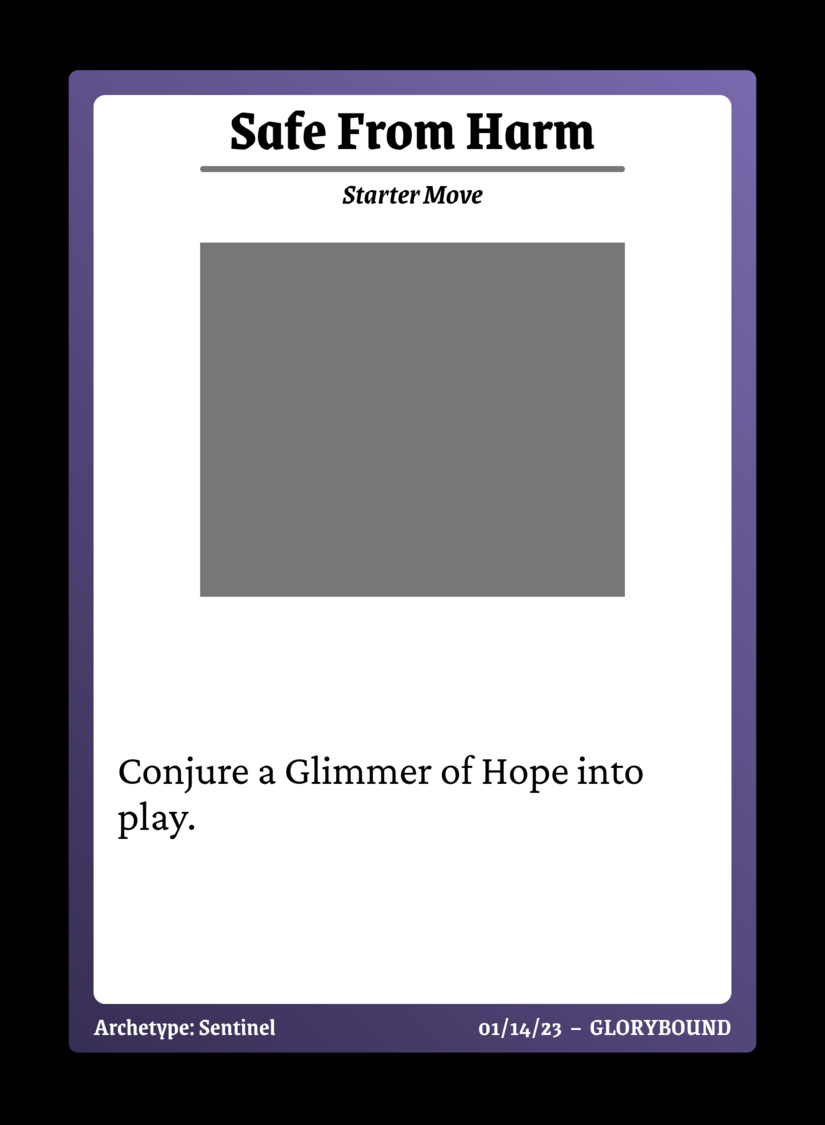 Safe From Harm
Starter Move
Conjure a Glimmer of Hope into
play.
Archetype: Sentinel
01/14/23 – GLORYBOUND